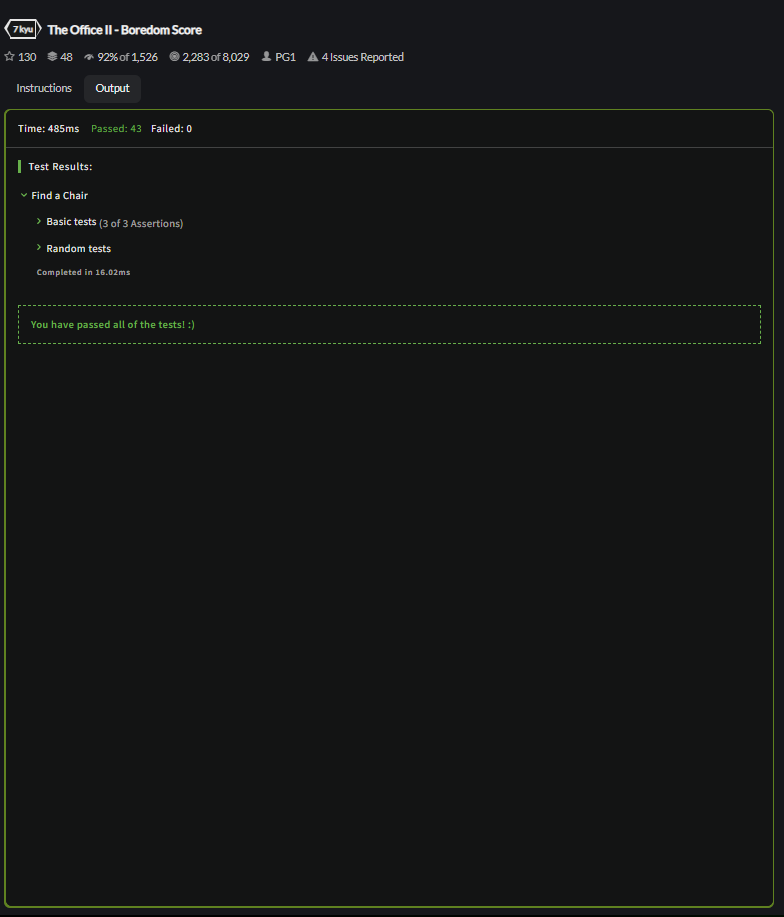 7 kyu The Office II - Boredom Score
130 48 92% of 1,526 2,283 of 8,029 PG1 4 Issues Reported
Instructions Output
Time: 485ms Passed: 43 Failed: 0
Test Results:
Find a Chair
Basic tests (3 of 3 Assertions)
Random tests
Completed in 16.02ms
You have passed all of the tests! :)